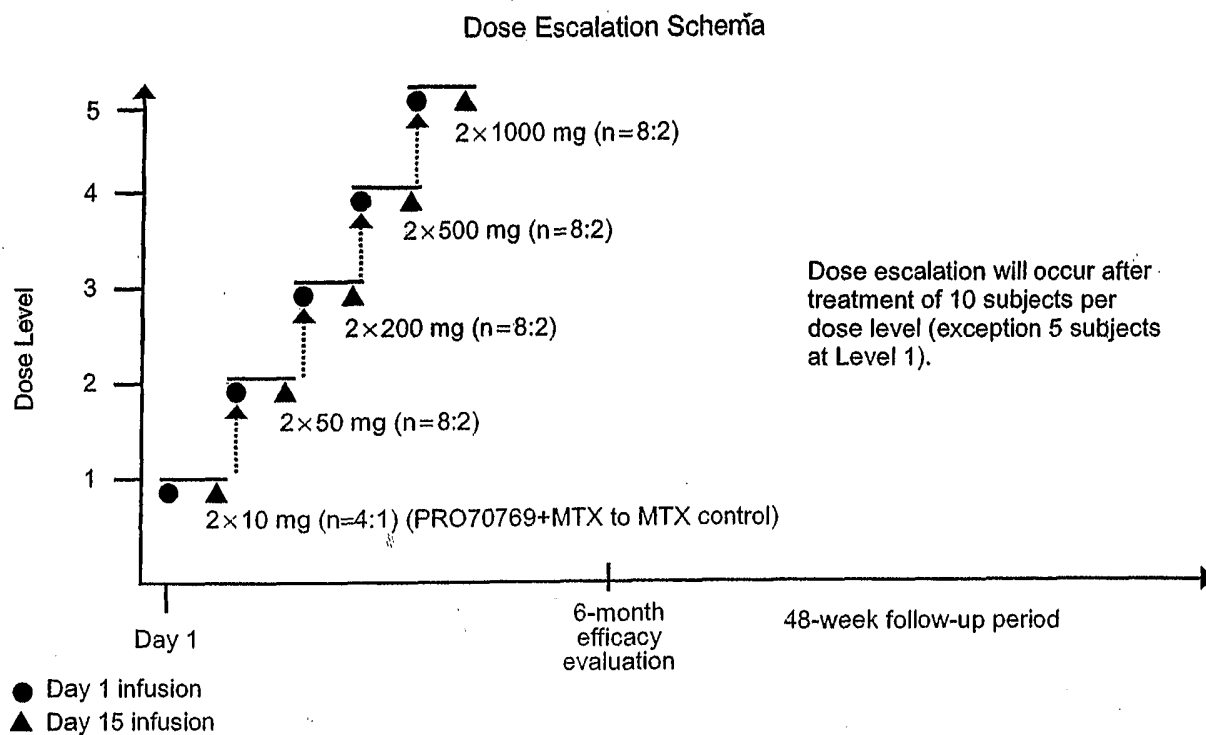 Dose Escalation Schema
5
2×1000 mg (n=8:2)
4
2×500 mg (n=8:2)
Dose escalation will occur after
treatment of 10 subjects per
dose level (exception 5 subjects
at Level 1).
3
2×200 mg (n=8:2)
Dose Level
2
2×50 mg (n=8:2)
1
2×10 mg (n=4:1) (PRO70769+MTX to MTX control)
Day 1
6-month
efficacy
evaluation
48-week follow-up period
● Day 1 infusion
▲ Day 15 infusion